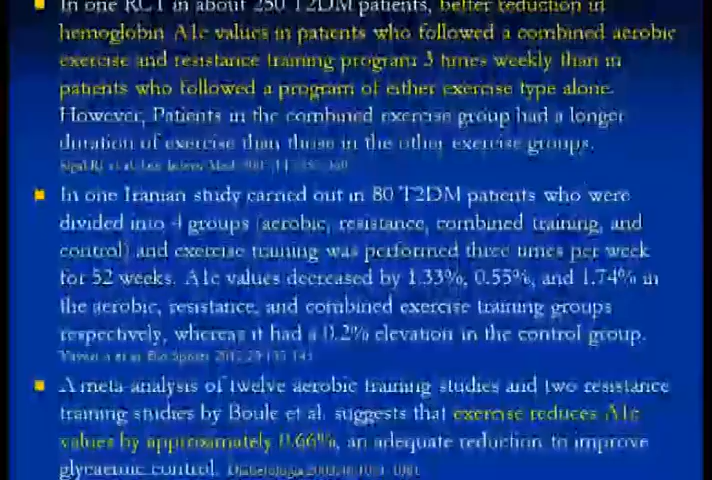 In one RCT in about 250 T2DM patients, better reduction in
hemoglobin A1c values in patients who followed a combined aerobic
exercise and resistance training program 3 times weekly than in
patients who followed a program of either exercise type alone.
However, Patients in the combined exercise group had a longer
duration of exercise than those in the other exercise groups.
In one Iranian study carried out in 80 T2DM patients who were
divided into 4 groups (aerobic, resistance, combined training, and
control) and exercise training was performed three times per week
for 52 weeks. A1c values decreased by 1.33%, 0.55%, and 1.74% in
the aerobic, resistance, and combined exercise training groups
respectively, whereas it had a 0.2% elevation in the control group.
A meta-analysis of twelve aerobic training studies and two resistance
training studies by Boule et al. suggests that exercise reduces A1c
values by approximately 0.66%, an adequate reduction to improve
glycaemic control.